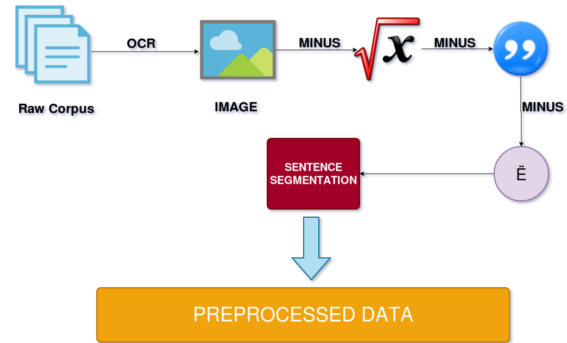 OCR
MINUS
MINUS
Raw Corpus
IMAGE
√x
”
MINUS
Ë
SENTENCE
SEGMENTATION
PREPROCESSED DATA